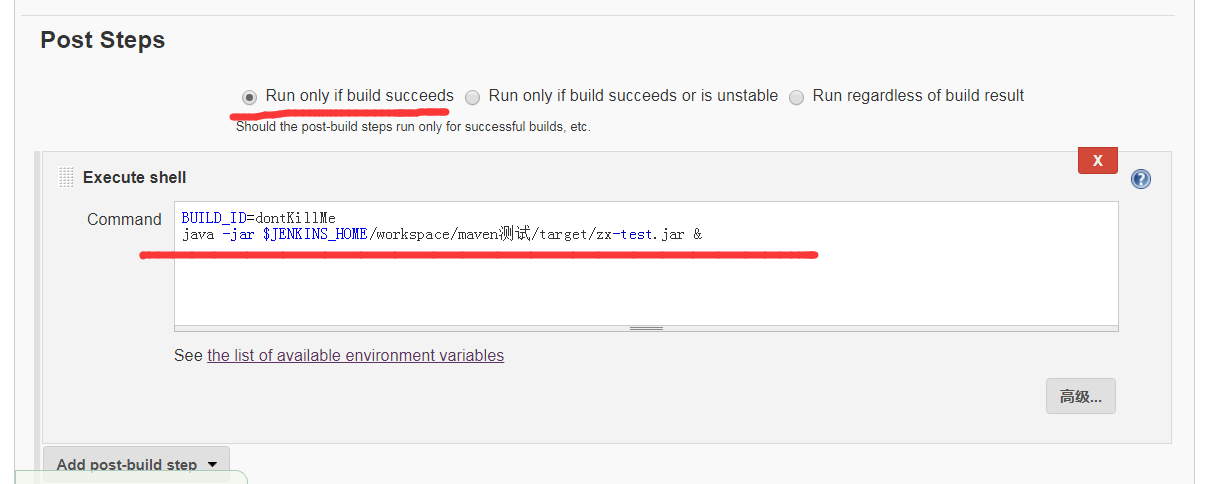 Post Steps
Run only if build succeeds Run only if build succeeds or is unstable Run regardless of build result
Should the post-build steps run only for successful builds, etc.
X
Execute shell
?
Command
BUILD_ID=dontKillMe
java -jar $JENKINS_HOME/workspace/maven测试/target/zx-test.jar &
See the list of available environment variables
高级...
Add post-build step